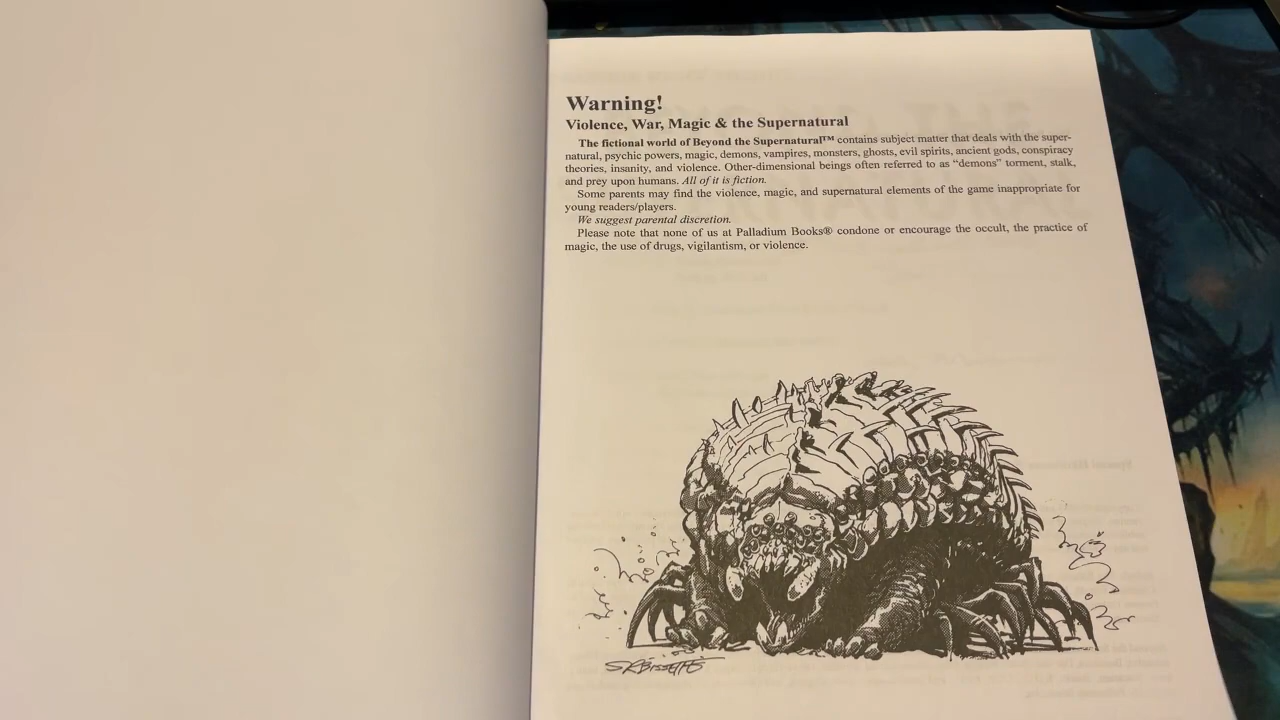 Warning!
Violence, War, Magic & the Supernatural
The fictional world of Beyond the Supernatural™ contains subject matter that deals with the super-
natural, psychic powers, magic, demons, vampires, monsters, ghosts, evil spirits, ancient gods, conspiracy
theories, insanity, and violence. Other-dimensional beings often referred to as “demons” torment, stalk,
and prey upon humans. All of it is fiction.
Some parents may find the violence, magic, and supernatural elements of the game inappropriate for
young readers/players.
We suggest parental discretion.
Please note that none of us at Palladium Books® condone or encourage the occult, the practice of
magic, the use of drugs, vigilantism, or violence.
SRBissette